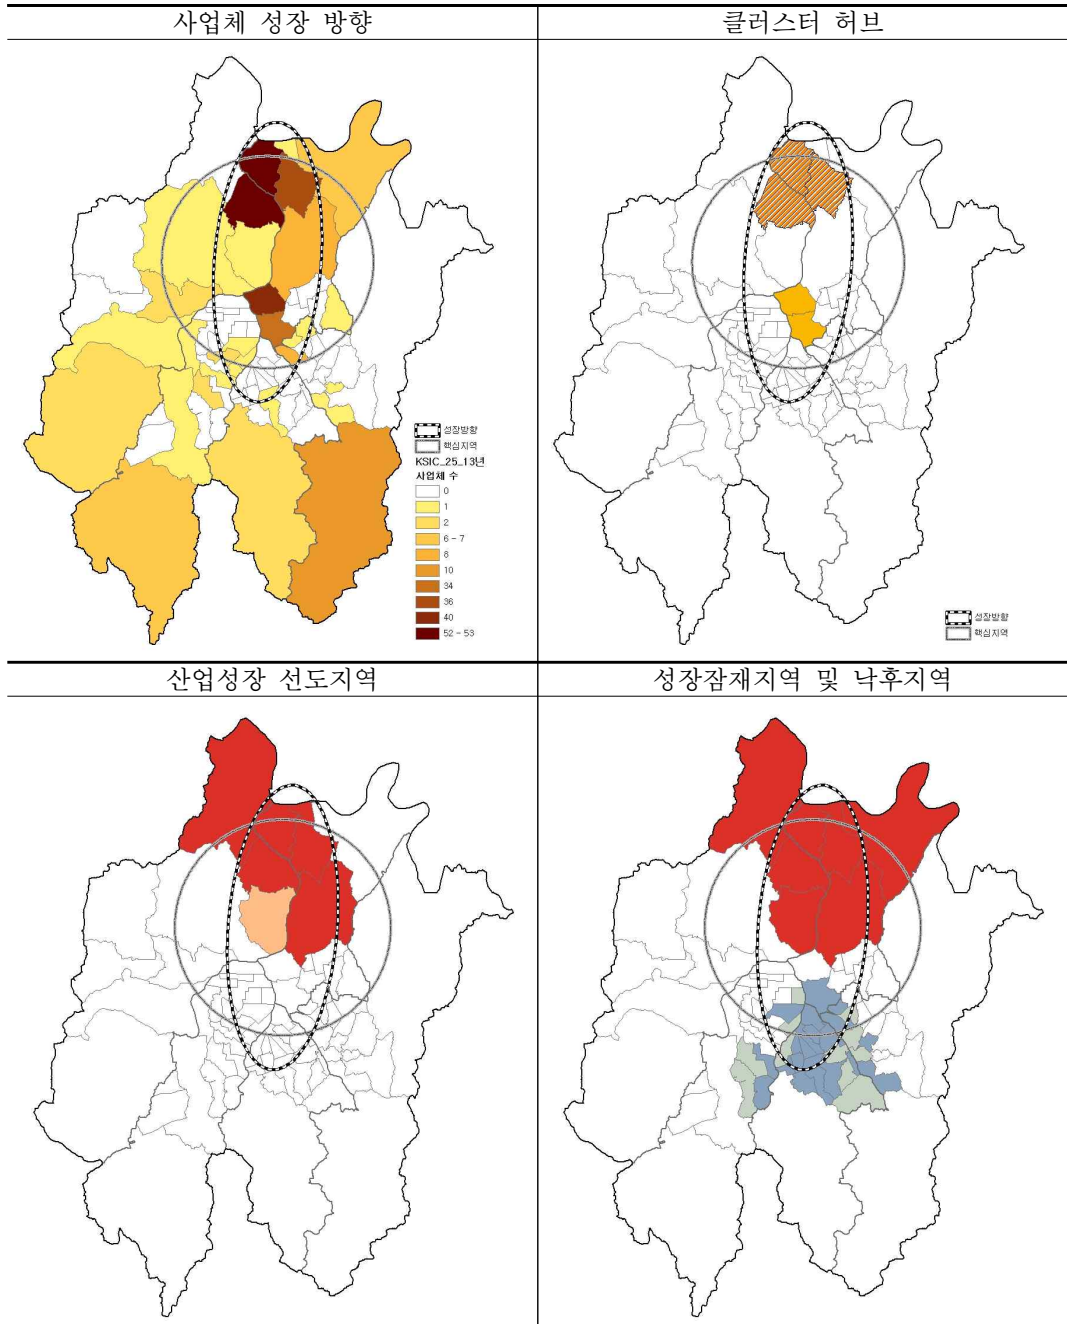 사업체 성장 방향
클러스터 허브
성장방향
핵심지역
KSIC_25_13년
사업체 수
0
1
2
6 - 7
8
10
34
36
40
52 - 53
성장방향
핵심지역
산업성장 선도지역
성장잠재지역 및 낙후지역